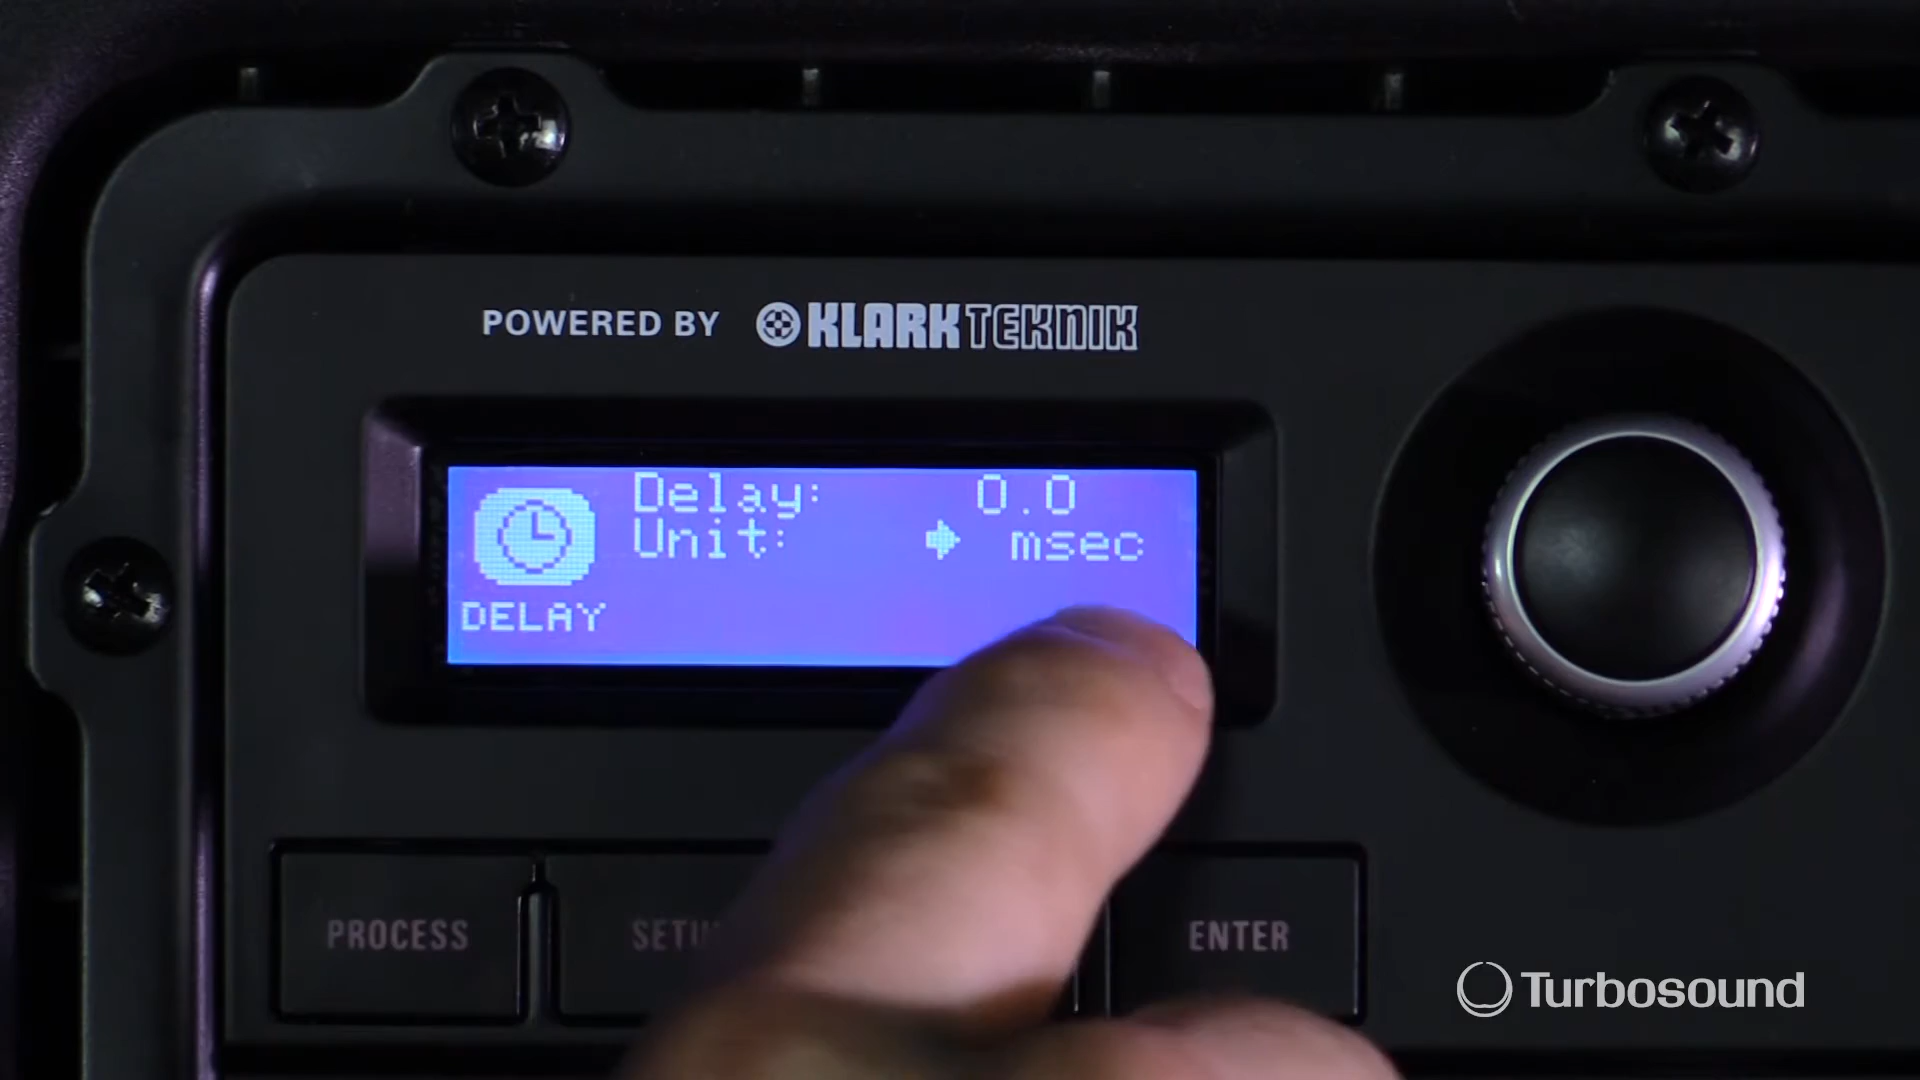 POWERED BY KLARK TEKNIK
Delay: 0.0
Unit: msec
DELAY
PROCESS
ENTER
Turbosound